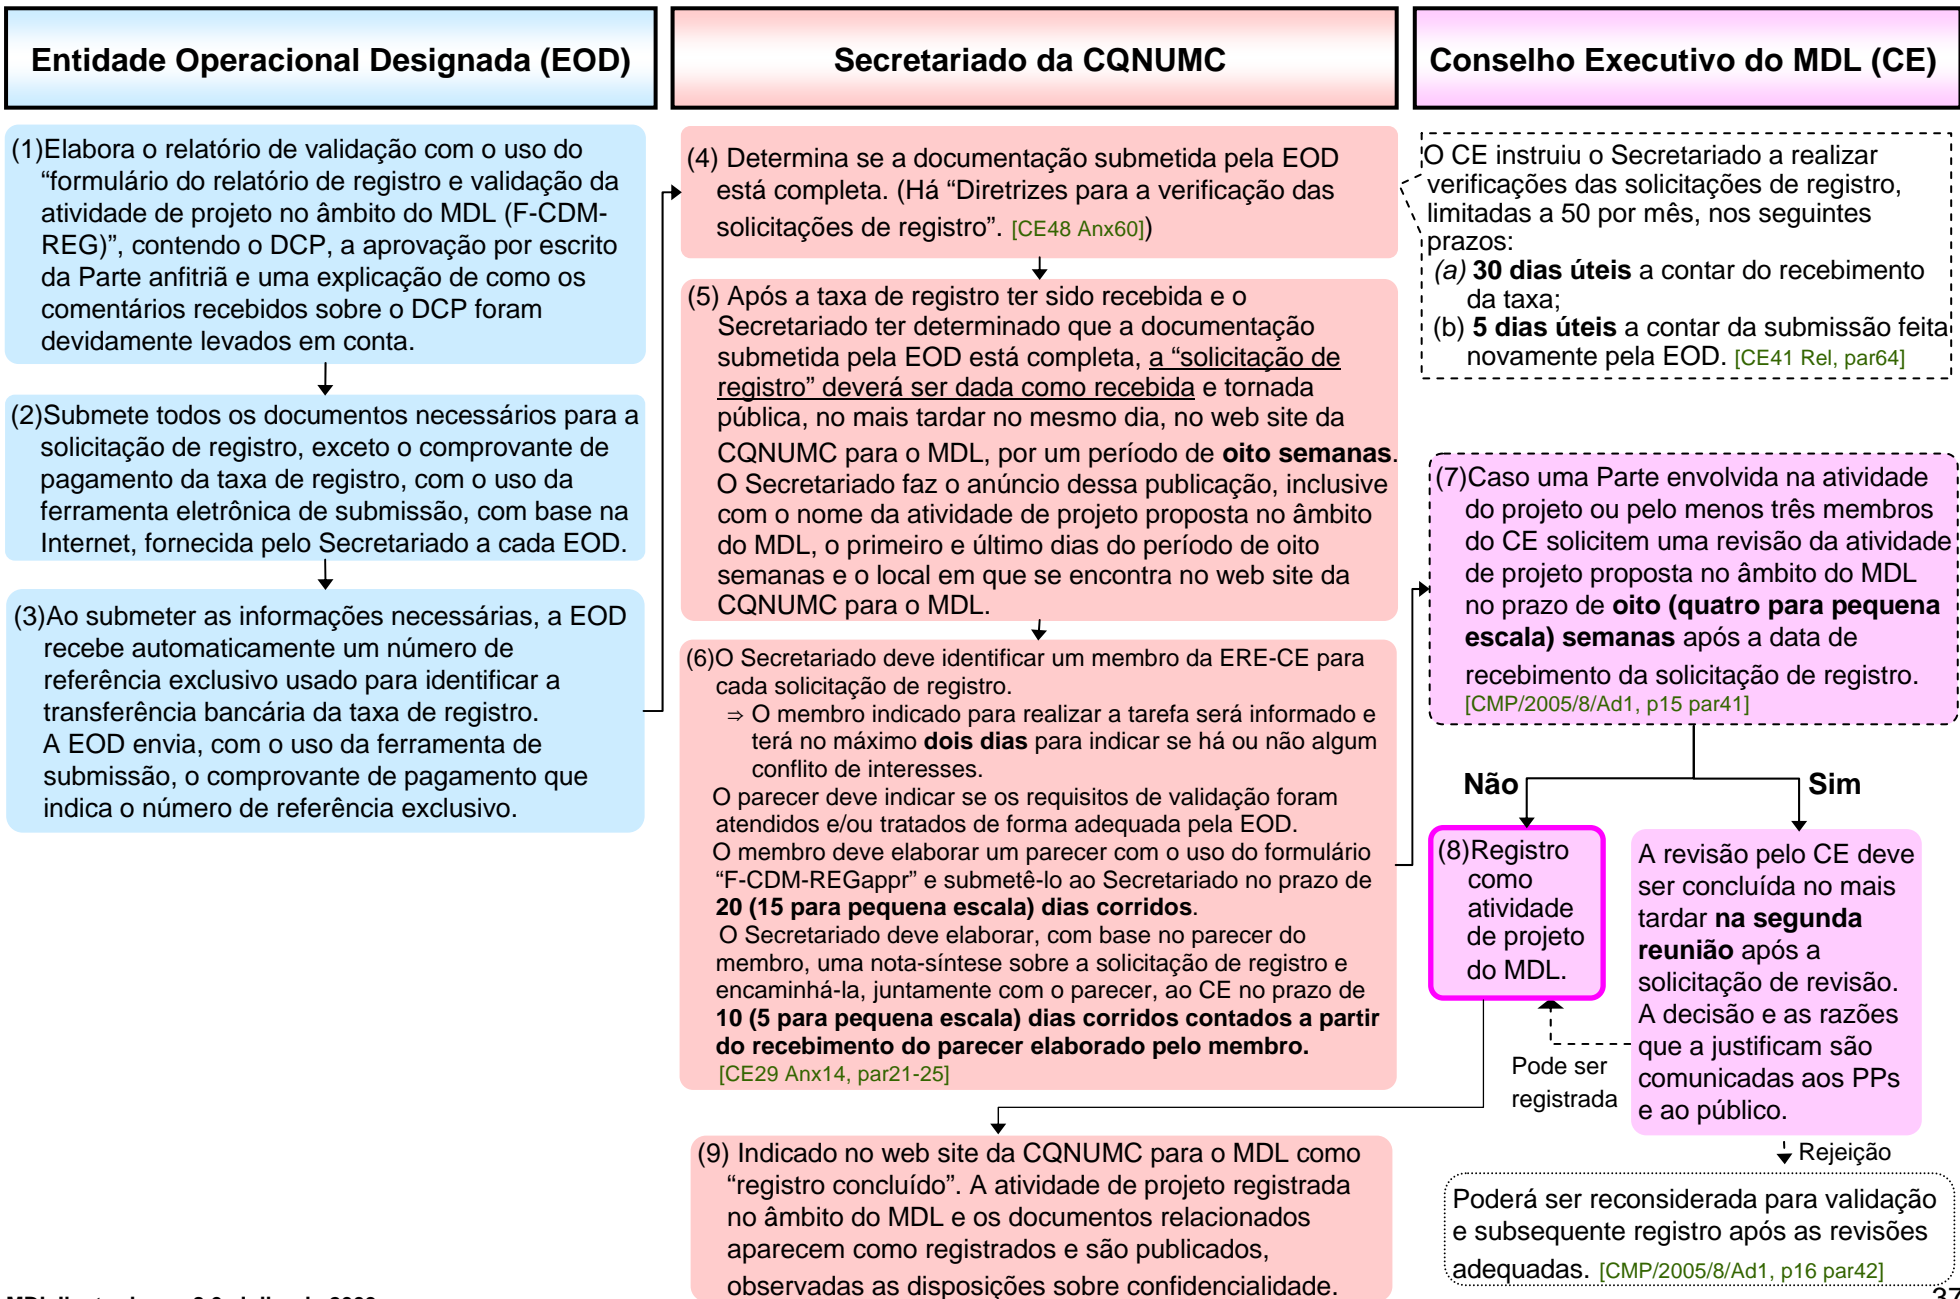 Entidade Operacional Designada (EOD)
Secretariado da CQNUMC
Conselho Executivo do MDL (CE)
(1)Elabora o relatório de validação com o uso do
“formulário do relatório de registro e validação da
atividade de projeto no âmbito do MDL (F-CDM-
REG)”, contendo o DCP, a aprovação por escrito
da Parte anfitriã e uma explicação de como os
comentários recebidos sobre o DCP foram
devidamente levados em conta.
(2)Submete todos os documentos necessários para a
solicitação de registro, exceto o comprovante de
pagamento da taxa de registro, com o uso da
ferramenta eletrônica de submissão, com base na
Internet, fornecida pelo Secretariado a cada EOD.
(3)Ao submeter as informações necessárias, a EOD
recebe automaticamente um número de
referência exclusivo usado para identificar a
transferência bancária da taxa de registro.
A EOD envia, com o uso da ferramenta de
submissão, o comprovante de pagamento que
indica o número de referência exclusivo.
(4) Determina se a documentação submetida pela EOD
está completa. (Há “Diretrizes para a verificação das
solicitações de registro”. [CE48 Anx60])
(5) Após a taxa de registro ter sido recebida e o
Secretariado ter determinado que a documentação
submetida pela EOD está completa, a “solicitação de
registro” deverá ser dada como recebida e tornada
pública, no mais tardar no mesmo dia, no web site da
CQNUMC para o MDL, por um período de oito semanas.
O Secretariado faz o anúncio dessa publicação, inclusive
com o nome da atividade de projeto proposta no âmbito
do MDL, o primeiro e último dias do período de oito
semanas e o local em que se encontra no web site da
CQNUMC para o MDL.
(6)O Secretariado deve identificar um membro da ERE-CE para
cada solicitação de registro.
⇒ O membro indicado para realizar a tarefa será informado e
terá no máximo dois dias para indicar se há ou não algum
conflito de interesses.
O parecer deve indicar se os requisitos de validação foram
atendidos e/ou tratados de forma adequada pela EOD.
O membro deve elaborar um parecer com o uso do formulário
“F-CDM-REGappr” e submetê-lo ao Secretariado no prazo de
20 (15 para pequena escala) dias corridos.
O Secretariado deve elaborar, com base no parecer do
membro, uma nota-síntese sobre a solicitação de registro e
encaminhá-la, juntamente com o parecer, ao CE no prazo de
10 (5 para pequena escala) dias corridos contados a partir
do recebimento do parecer elaborado pelo membro.
[CE29 Anx14, par21-25]
O CE instruiu o Secretariado a realizar
verificações das solicitações de registro,
limitadas a 50 por mês, nos seguintes
prazos:
(a) 30 dias úteis a contar do recebimento
da taxa;
(b) 5 dias úteis a contar da submissão feita
novamente pela EOD. [CE41 Rel, par64]
(7)Caso uma Parte envolvida na atividade
do projeto ou pelo menos três membros
do CE solicitem uma revisão da atividade
de projeto proposta no âmbito do MDL
no prazo de oito (quatro para pequena
escala) semanas após a data de
recebimento da solicitação de registro.
[CMP/2005/8/Ad1, p15 par41]
Não
Sim
(8)Registro
como
atividade
de projeto
do MDL.
A revisão pelo CE deve
ser concluída no mais
tardar na segunda
reunião após a
solicitação de revisão.
A decisão e as razões
que a justificam são
comunicadas aos PPs
e ao público.
Pode ser
registrada
Rejeição
Poderá ser reconsiderada para validação
e subsequente registro após as revisões
adequadas. [CMP/2005/8/Ad1, p16 par42]
(9) Indicado no web site da CQNUMC para o MDL como
“registro concluído”. A atividade de projeto registrada
no âmbito do MDL e os documentos relacionados
aparecem como registrados e são publicados,
observadas as disposições sobre confidencialidade.